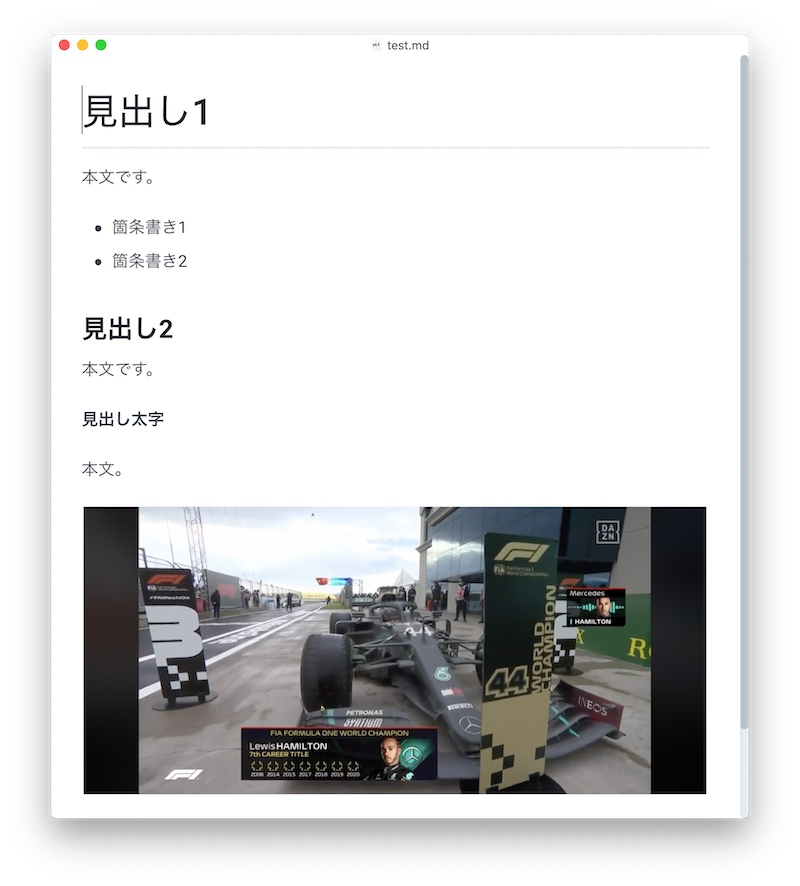 test.md
見出し1
本文です。
箇条書き1
箇条書き2
見出し2
本文です。
見出し太字
本文。
DA
ZN
F1
FIA Formula 1
World Championship
Mercedes
HAMILTON
3
44
WORLD
CHAMPION
44
INEOS
PETRONAS
SYNTIUM
FIA FORMULA ONE WORLD CHAMPION
Lewis HAMILTON
7th CAREER TITLE
2008 2014 2015 2017 2018 2019 2020
F1